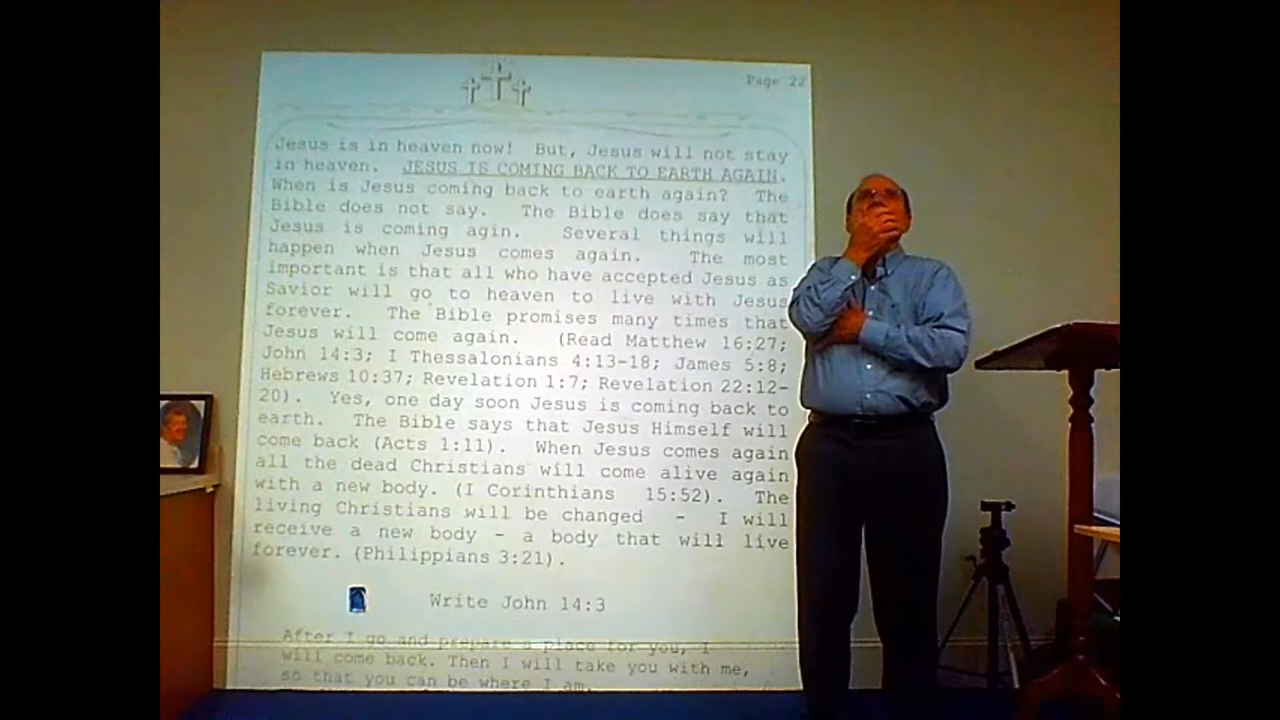 Page 22
Jesus is in heaven now! But, Jesus will not stay
in heaven. JESUS IS COMING BACK TO EARTH AGAIN.
When is Jesus coming back to earth again? The
Bible does not say. The Bible does say that
Jesus is coming agin. Several things will
happen when Jesus comes again. The most
important is that all who have accepted Jesus as
Savior will go to heaven to live with Jesus
forever. The Bible promises many times that
Jesus will come again. (Read Matthew 16:27;
John 14:3; I Thessalonians 4:13-18; James 5:8;
Hebrews 10:37; Revelation 1:7; Revelation 22:12-
20). Yes, one day soon Jesus is coming back to
earth. The Bible says that Jesus Himself will
come back (Acts 1:11). When Jesus comes again
all the dead Christians will come alive again
with a new body. (I Corinthians 15:52). The
living Christians will be changed - I will
receive a new body - a body that will live
forever. (Philippians 3:21).
Write John 14:3
After I go and prepare a place for you, I
will come back. Then I will take you with me,
so that you can be where I am.